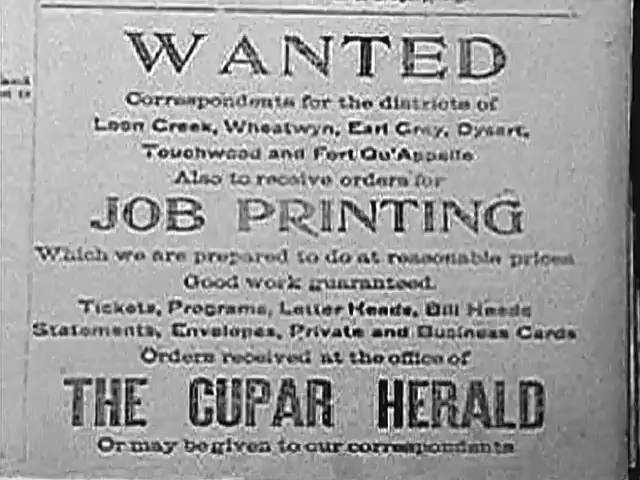 WANTED
Correspondents for the districts of
Loon Creek, Wheatwyn, Earl Grey, Dysart,
Touchwood and Fort Qu'Appelle
Also to receive orders for
JOB PRINTING
Which we are prepared to do at reasonable prices
Good work guaranteed.
Tickets, Programs, Letter Heads, Bill Heads
Statements, Envelopes, Private and Business Cards
Orders received at the office of
THE CUPAR HERALD
Or may be given to our correspondents